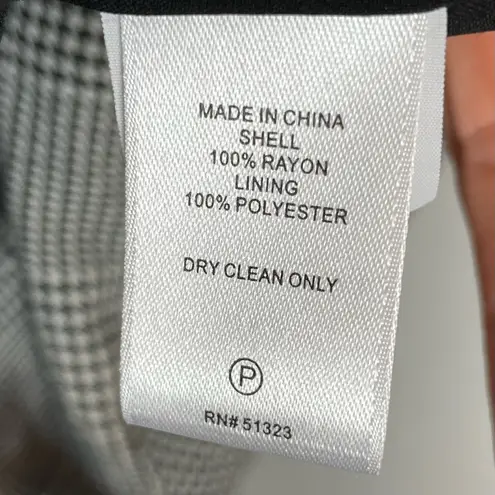 MADE IN CHINA
SHELL
100% RAYON
LINING
100% POLYESTER
DRY CLEAN ONLY
P
RN# 51323